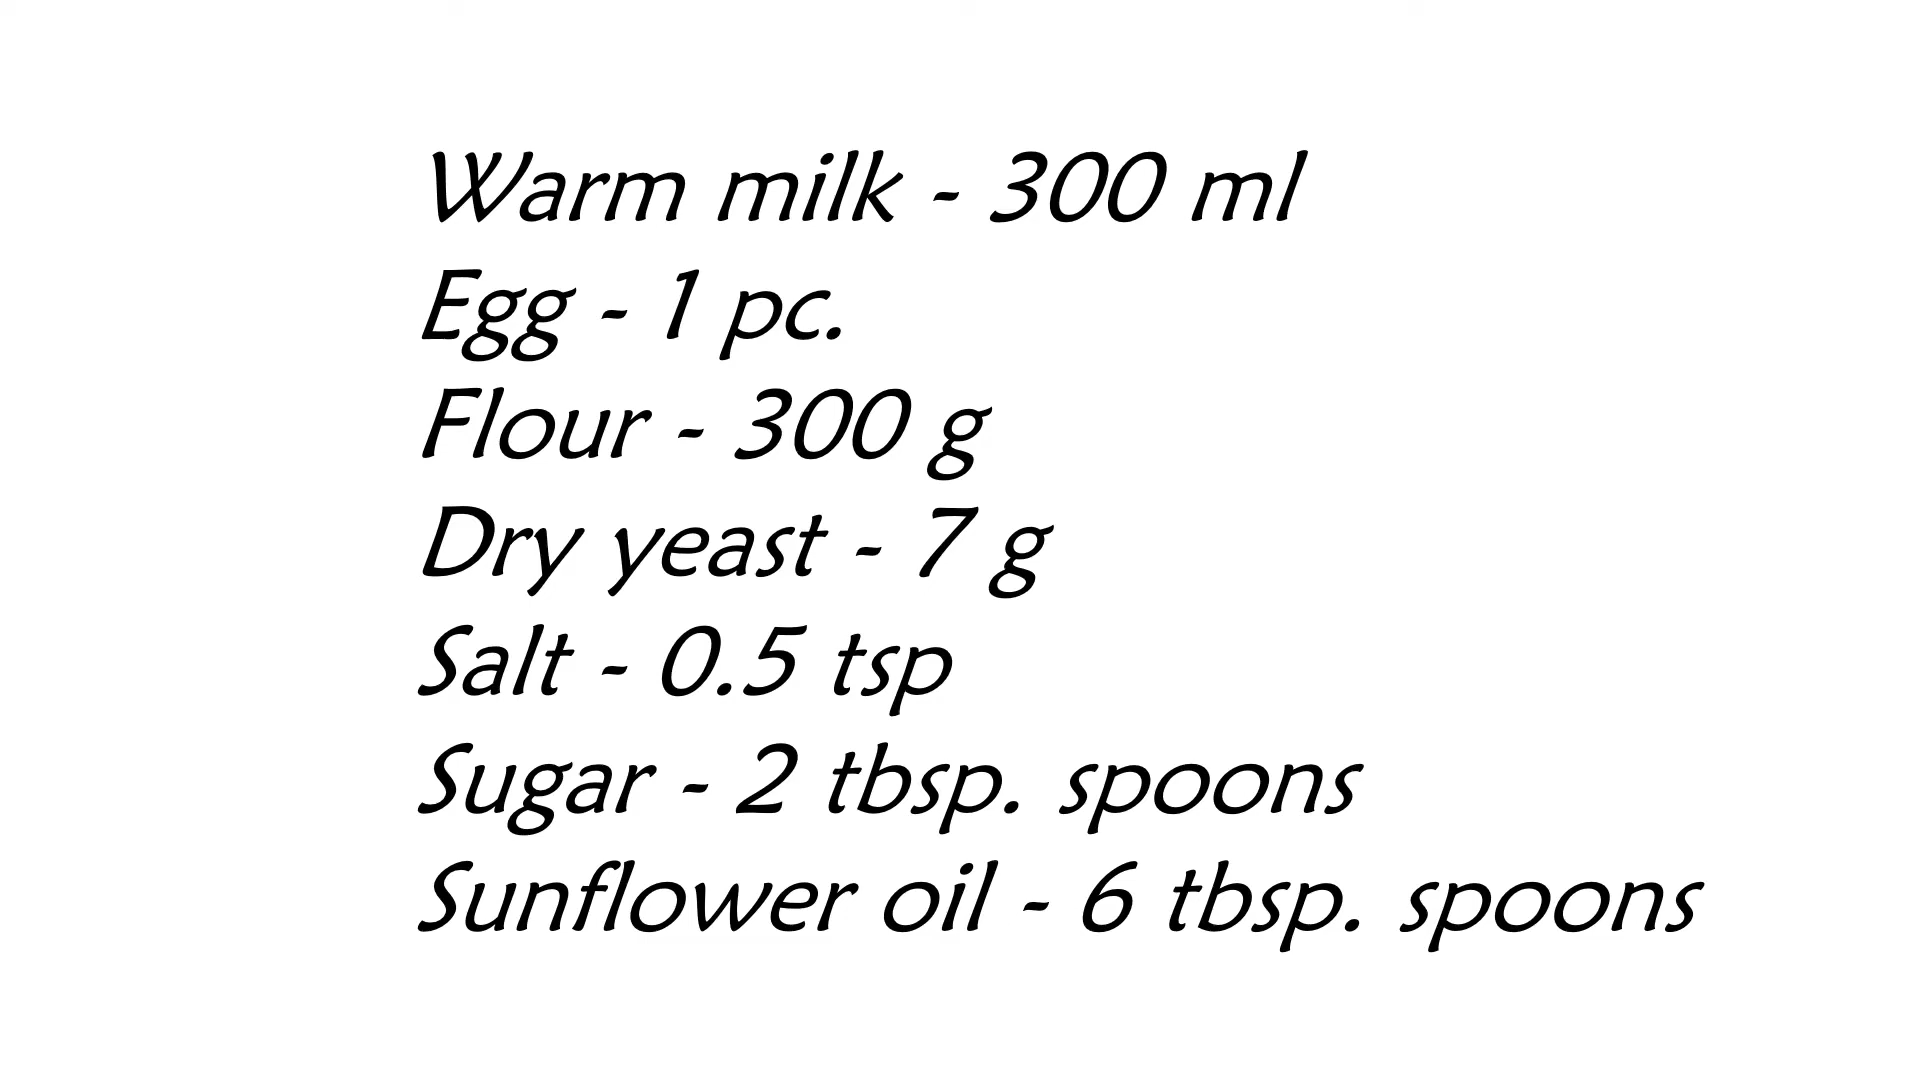 Warm milk - 300 ml
Egg - 1 pc.
Flour - 300 g
Dry yeast - 7 g
Salt - 0.5 tsp
Sugar - 2 tbsp. spoons
Sunflower oil - 6 tbsp. spoons